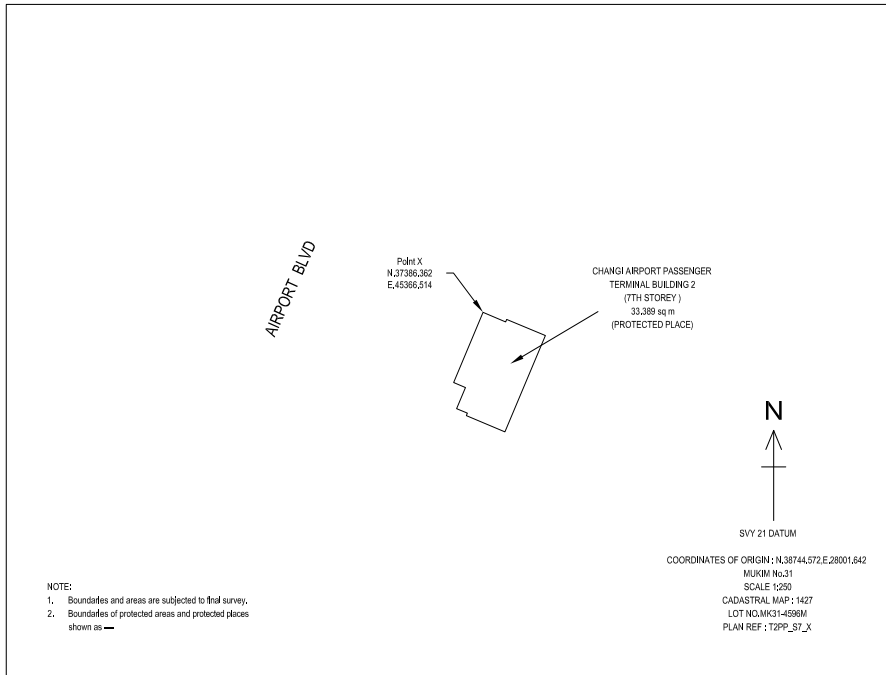 AIRPORT BLVD
Point X
N.37386.362
E.45366.514
CHANGI AIRPORT PASSENGER
TERMINAL BUILDING 2
(7TH STOREY )
33.389 sq m
(PROTECTED PLACE)
N
SVY 21 DATUM
COORDINATES OF ORIGIN : N.38744.572,E.28001.642
MUKIM No.31
SCALE 1:250
CADASTRAL MAP : 1427
LOT NO.MK31-4596M
PLAN REF : T2PP_S7_X
NOTE:
1. Boundaries and areas are subjected to final survey.
2. Boundaries of protected areas and protected places
shown as —